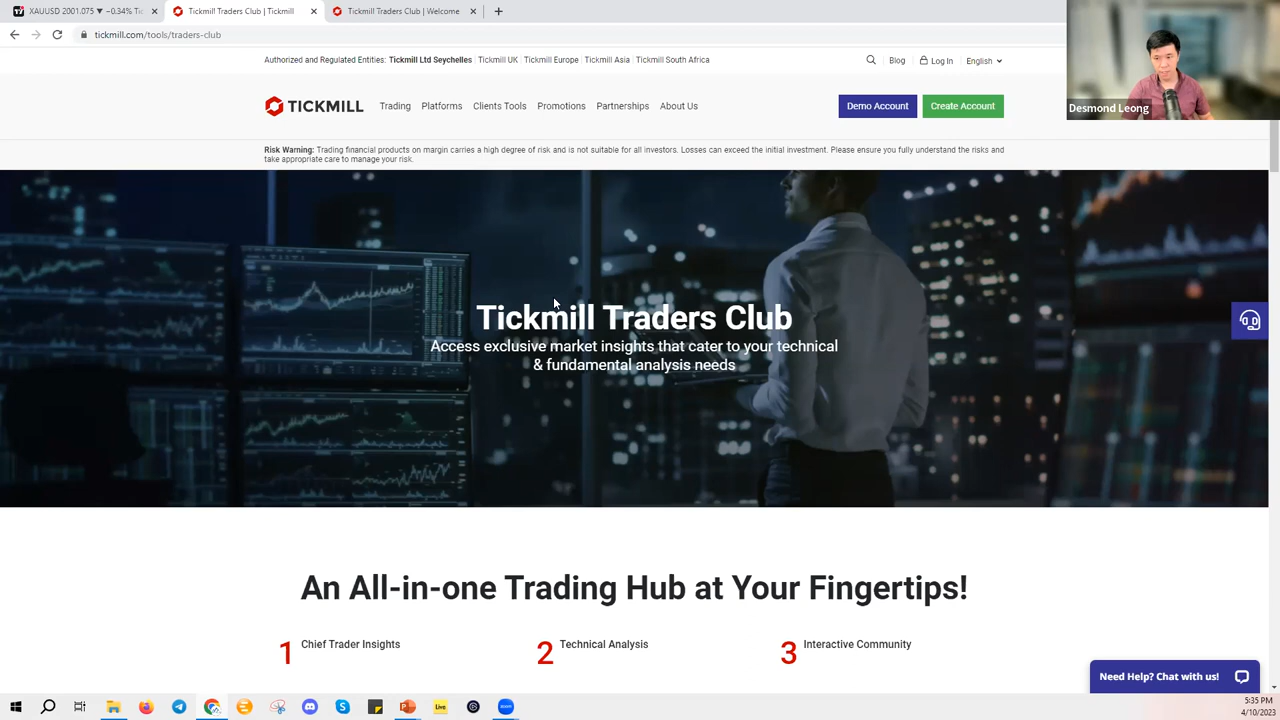 XAUUSD 2001.075 ▼ −0.34%
Tickmill Traders Club | Tickmill
Tickmill Traders Club | Welcome
tickmill.com/tools/traders-club
Authorized and Regulated Entities: Tickmill Ltd Seychelles | Tickmill UK | Tickmill Europe | Tickmill Asia | Tickmill South Africa
Blog
Log In
English
TICKMILL
Trading
Platforms
Clients Tools
Promotions
Partnerships
About Us
Demo Account
Create Account
Desmond Leong
Risk Warning: Trading financial products on margin carries a high degree of risk and is not suitable for all investors. Losses can exceed the initial investment. Please ensure you fully understand the risks and
take appropriate care to manage your risk.
Tickmill Traders Club
Access exclusive market insights that cater to your technical
& fundamental analysis needs
An All-in-one Trading Hub at Your Fingertips!
1 Chief Trader Insights
2 Technical Analysis
3 Interactive Community
Need Help? Chat with us!
Live
zoom
5:35 PM
4/10/2023